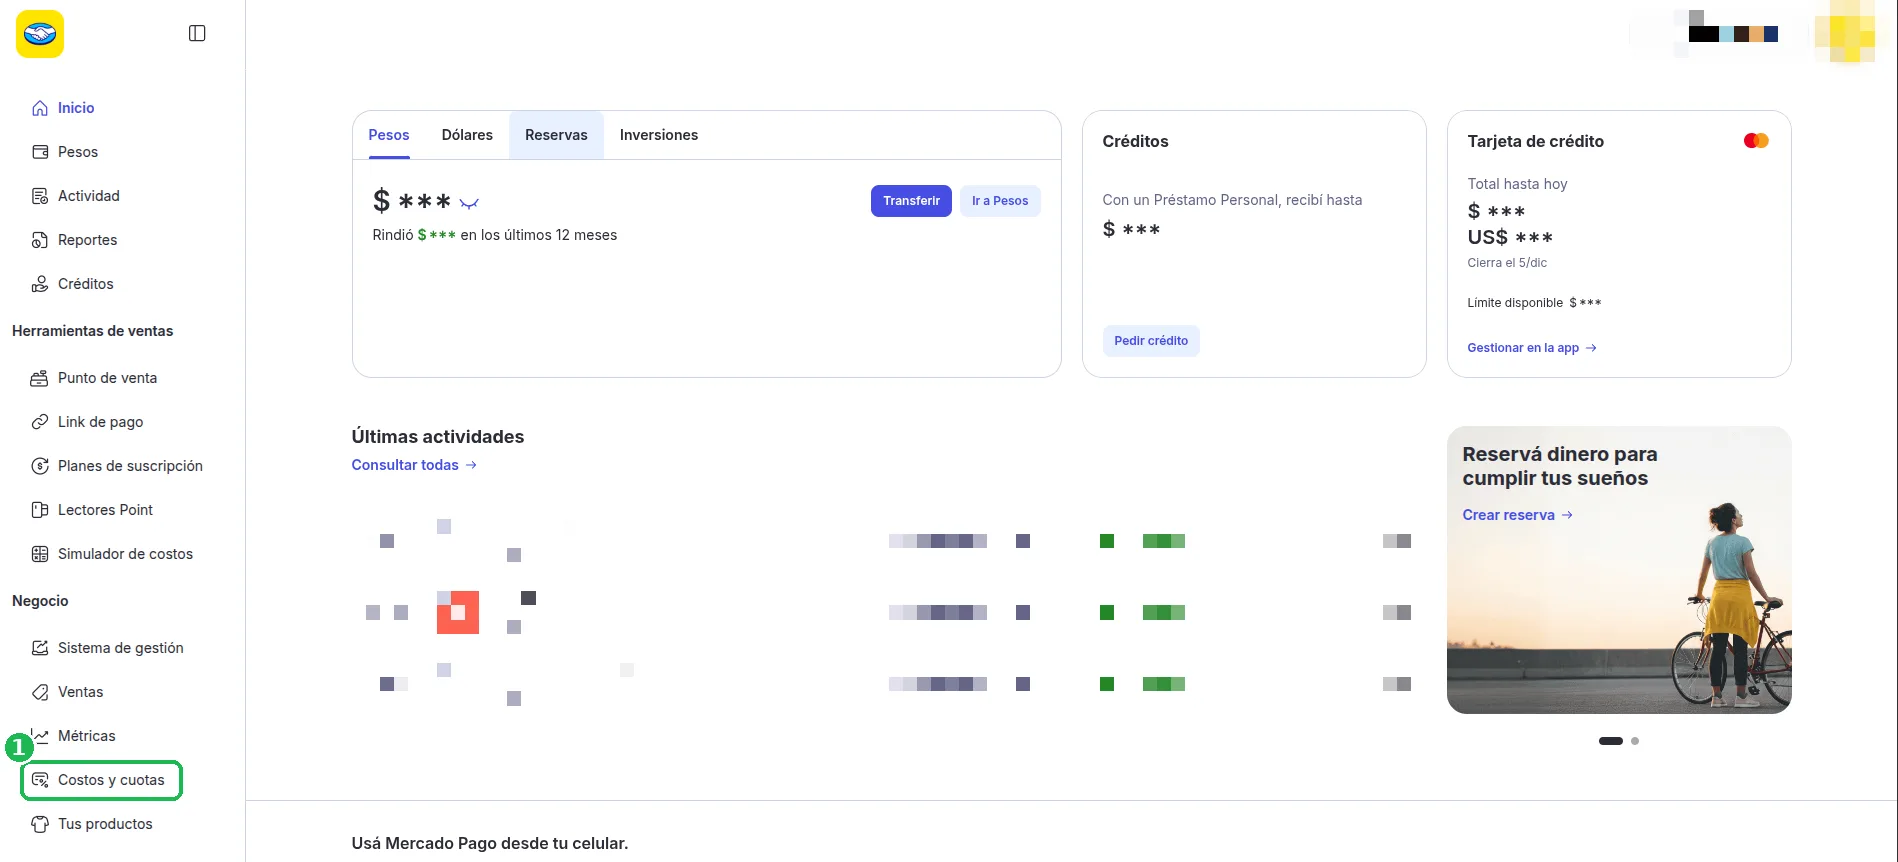 Inicio
Pesos
Actividad
Reportes
Créditos
Herramientas de ventas
Punto de venta
Link de pago
Planes de suscripción
Lectores Point
Simulador de costos
Negocio
Sistema de gestión
Ventas
Métricas
1
Costos y cuotas
Tus productos
Pesos Dólares Reservas Inversiones
$ ***
Transferir Ir a Pesos
Rindió $ *** en los últimos 12 meses
Créditos
Con un Préstamo Personal, recibí hasta
$ ***
Pedir crédito
Tarjeta de crédito
Total hasta hoy
$ ***
US$ ***
Cierra el 5/dic
Límite disponible $ ***
Gestionar en la app →
Últimas actividades
Consultar todas →
Reservá dinero para
cumplir tus sueños
Crear reserva →
Usá Mercado Pago desde tu celular.